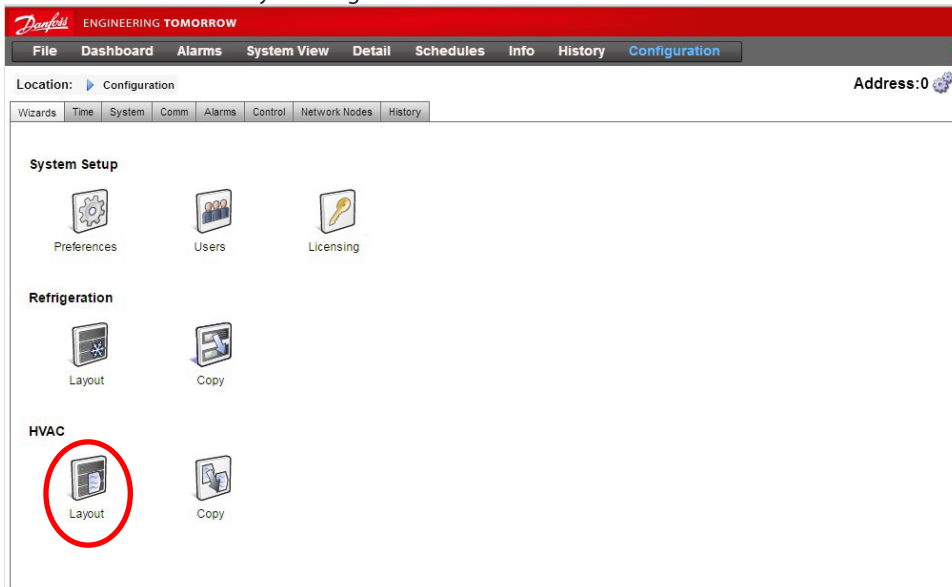 Danfoss ENGINEERING TOMORROW
File Dashboard Alarms System View Detail Schedules Info History Configuration
Location: Configuration Address:0
Wizards Time System Comm Alarms Control Network Nodes History
System Setup
Preferences Users Licensing
Refrigeration
Layout Copy
HVAC
Layout Copy